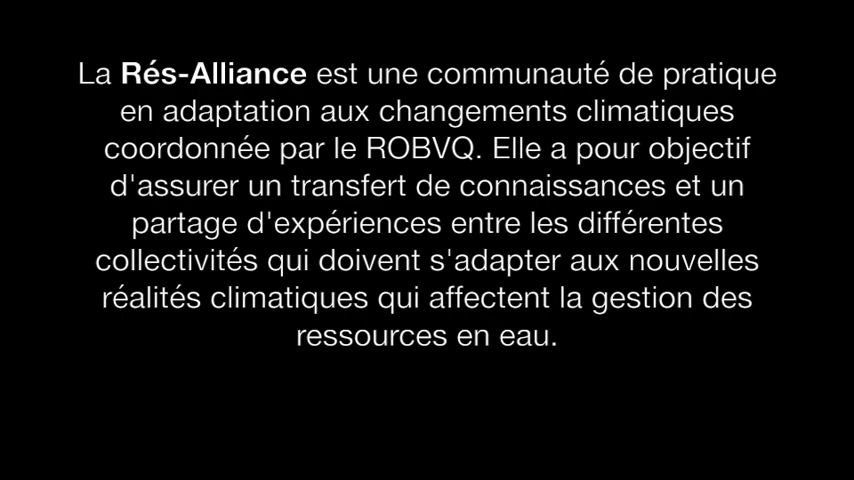 La Rés-Alliance est une communauté de pratique
en adaptation aux changements climatiques
coordonnée par le ROBVQ. Elle a pour objectif
d'assurer un transfert de connaissances et un
partage d'expériences entre les différentes
collectivités qui doivent s'adapter aux nouvelles
réalités climatiques qui affectent la gestion des
ressources en eau.